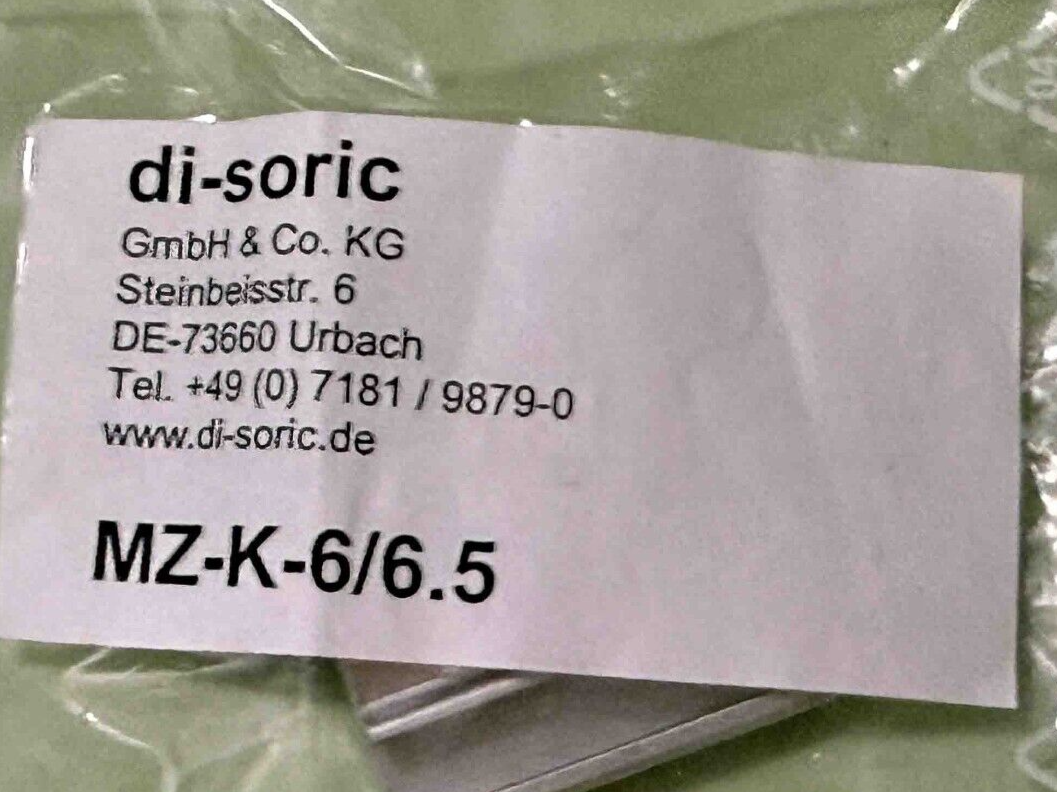 di-soric
GmbH & Co. KG
Steinbeisstr. 6
DE-73660 Urbach
Tel. +49 (0) 7181 / 9879-0
www.di-soric.de
MZ-K-6/6.5